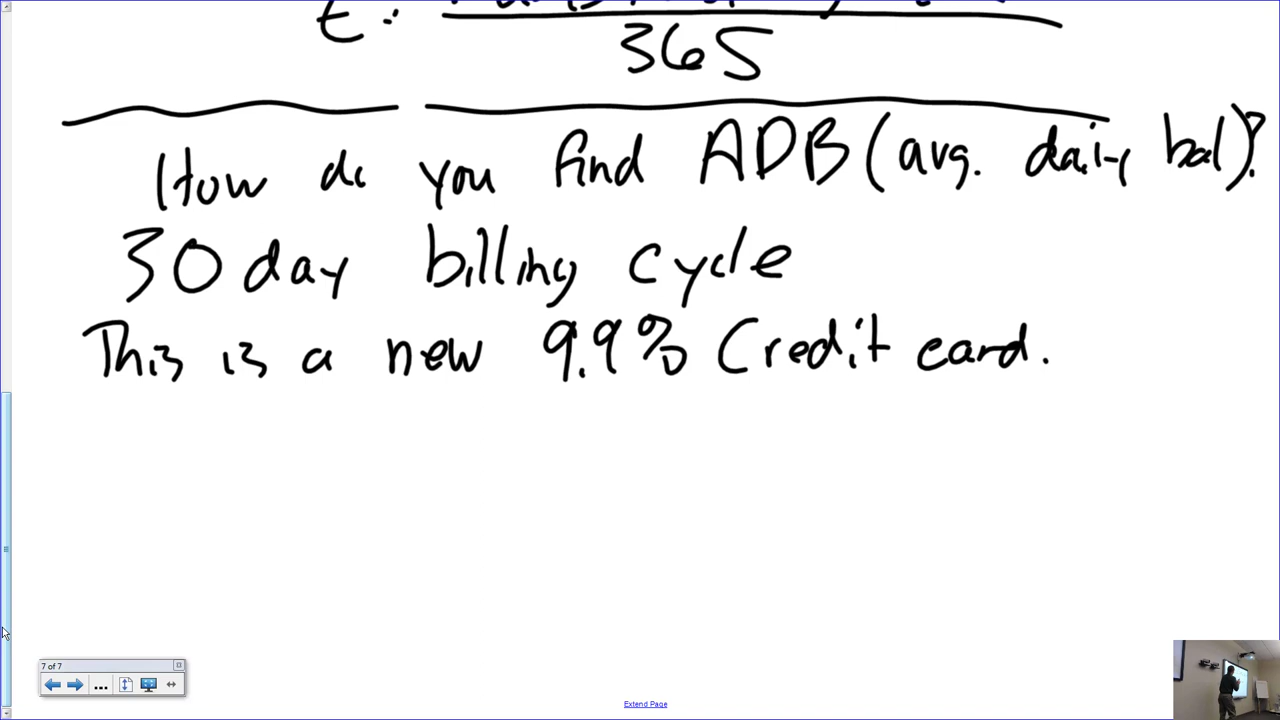 t:
365
How do you find ADB (avg. daily bal)?
30 day billing cycle
This is a new 9.9% Credit card.
7 of 7
...
Extend Page